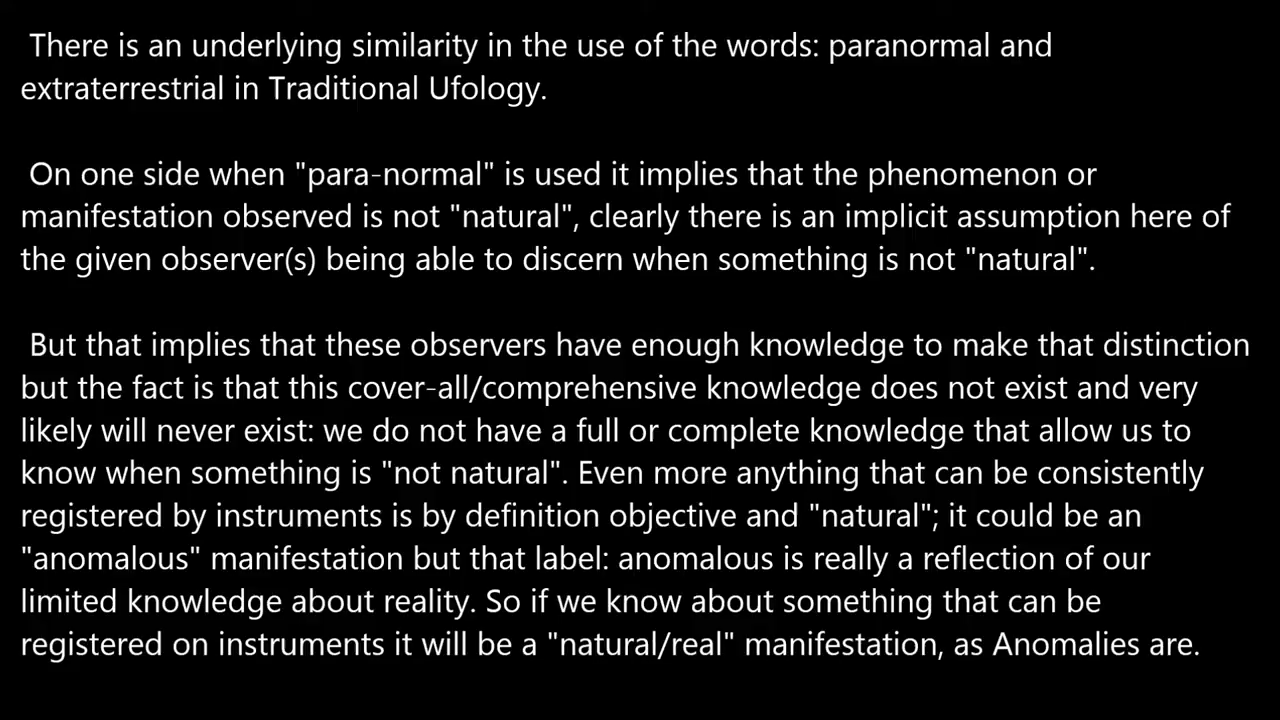 There is an underlying similarity in the use of the words: paranormal and
extraterrestrial in Traditional Ufology.
On one side when "para-normal" is used it implies that the phenomenon or
manifestation observed is not "natural", clearly there is an implicit assumption here of
the given observer(s) being able to discern when something is not "natural".
But that implies that these observers have enough knowledge to make that distinction
but the fact is that this cover-all/comprehensive knowledge does not exist and very
likely will never exist: we do not have a full or complete knowledge that allow us to
know when something is "not natural". Even more anything that can be consistently
registered by instruments is by definition objective and "natural"; it could be an
"anomalous" manifestation but that label: anomalous is really a reflection of our
limited knowledge about reality. So if we know about something that can be
registered on instruments it will be a "natural/real" manifestation, as Anomalies are.